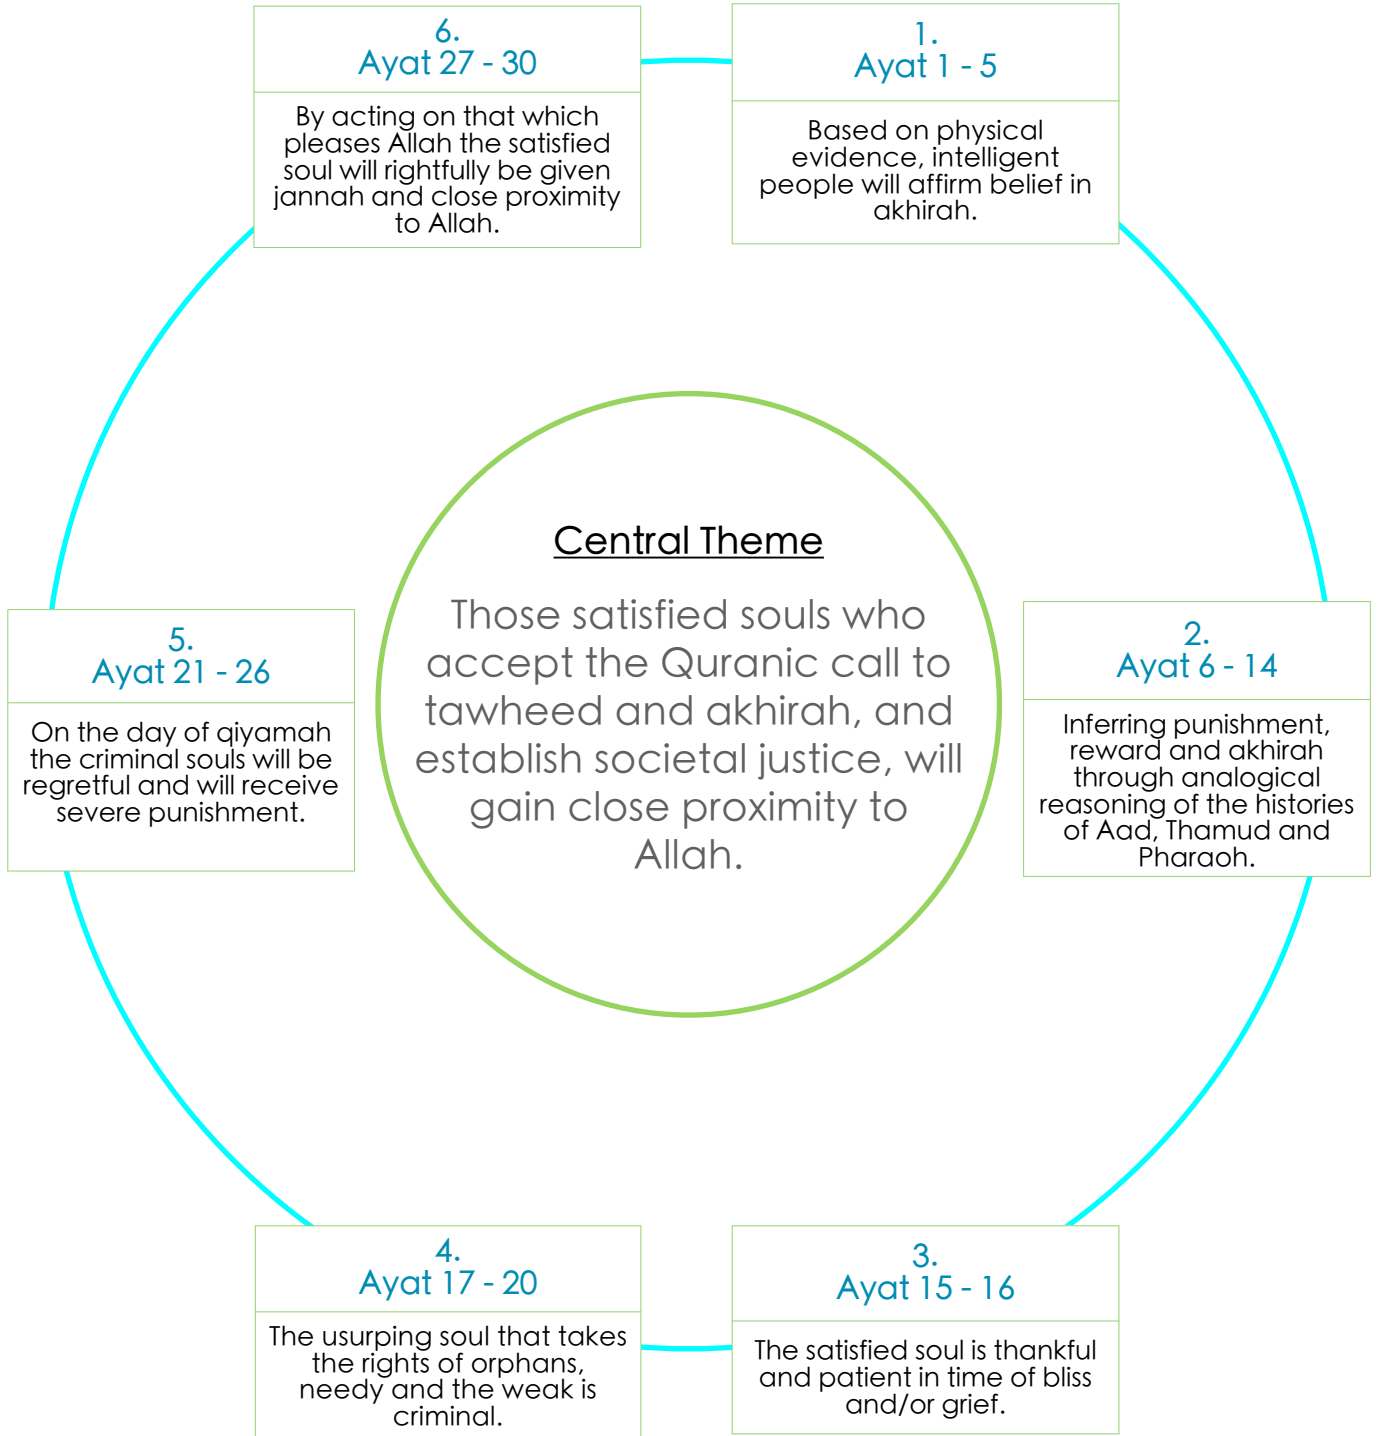 1.
Ayat 1 - 5
Based on physical
evidence, intelligent
people will affirm belief in
akhirah.
2.
Ayat 6 - 14
Inferring punishment,
reward and akhirah
through analogical
reasoning of the histories
of Aad, Thamud and
Pharaoh.
3.
Ayat 15 - 16
The satisfied soul is thankful
and patient in time of bliss
and/or grief.
4.
Ayat 17 - 20
The usurping soul that takes
the rights of orphans,
needy and the weak is
criminal.
5.
Ayat 21 - 26
On the day of qiyamah
the criminal souls will be
regretful and will receive
severe punishment.
6.
Ayat 27 - 30
By acting on that which
pleases Allah the satisfied
soul will rightfully be given
jannah and close proximity
to Allah.
Central Theme
Those satisfied souls who
accept the Quranic call to
tawheed and akhirah, and
establish societal justice, will
gain close proximity to
Allah.